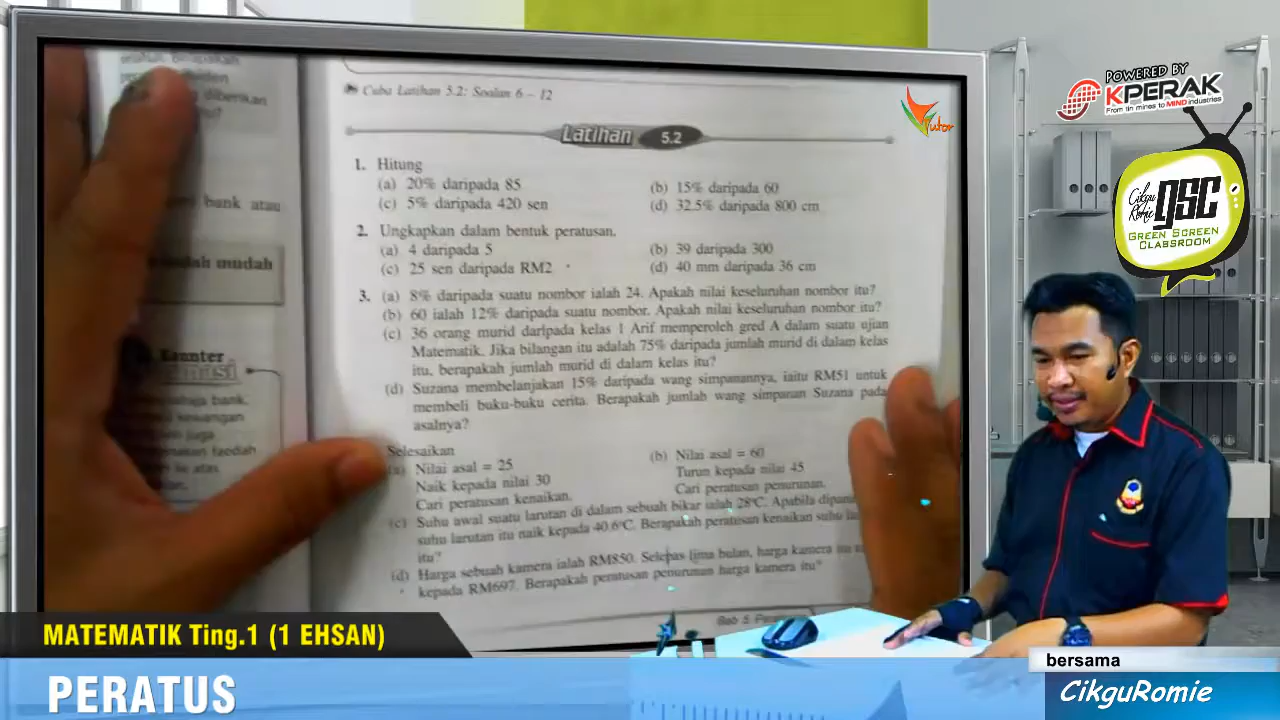 diberikan
bank atau
mudah
Cuba Latihan 5.2: Soalan 6 – 12
Latihan 5.2
1. Hitung
(a) 20% daripada 85
(b) 15% daripada 60
(c) 5% daripada 420 sen
(d) 32.5% daripada 800 cm
2. Ungkapkan dalam bentuk peratusan.
(a) 4 daripada 5
(b) 39 daripada 300
(c) 25 sen daripada RM2
(d) 40 mm daripada 36 cm
3. (a) 8% daripada suatu nombor ialah 24. Apakah nilai keseluruhan nombor itu?
(b) 60 ialah 12% daripada suatu nombor. Apakah nilai keseluruhan nombor itu?
(c) 36 orang murid daripada kelas 1 Arif memperoleh gred A dalam suatu ujian
Matematik. Jika bilangan itu adalah 75% daripada jumlah murid di dalam kelas
itu, berapakah jumlah murid di dalam kelas itu?
(d) Suzana membelanjakan 15% daripada wang simpanannya, iaitu RM51 untuk
membeli buku-buku cerita. Berapakah jumlah wang simpanan Suzana pada
asalnya?
Selesaikan
(a) Nilai asal = 25
Naik kepada nilai 30
Cari peratusan kenaikan.
(b) Nilai asal = 60
Turun kepada nilai 45
Cari peratusan penurunan.
(c) Suhu awal suatu larutan di dalam sebuah bikar ialah 28°C. Apabila
suhu larutan itu naik kepada 40.6°C. Berapakah peratusan kenaikan suhu
itu?
(d) Harga sebuah kamera ialah RM850. Selepas lima bulan, harga kamera itu
kepada RM697. Berapakah peratusan penurunan harga kamera itu?
Bab 5
Tutor
POWERED BY
KPERAK
From tin mines to MIND industries
Cikgu Romie GSC
GREEN SCREEN
CLASSROOM
MATEMATIK Ting.1 (1 EHSAN)
PERATUS
bersama
CikguRomie